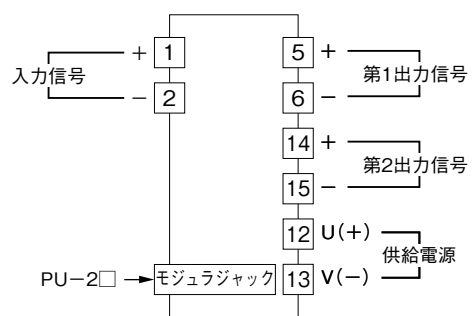 入力信号
+ 1
− 2
5 +
6 −
第1出力信号
14 +
15 −
第2出力信号
12 U(+)
13 V(−)
供給電源
PU−2□
モジュラジャック